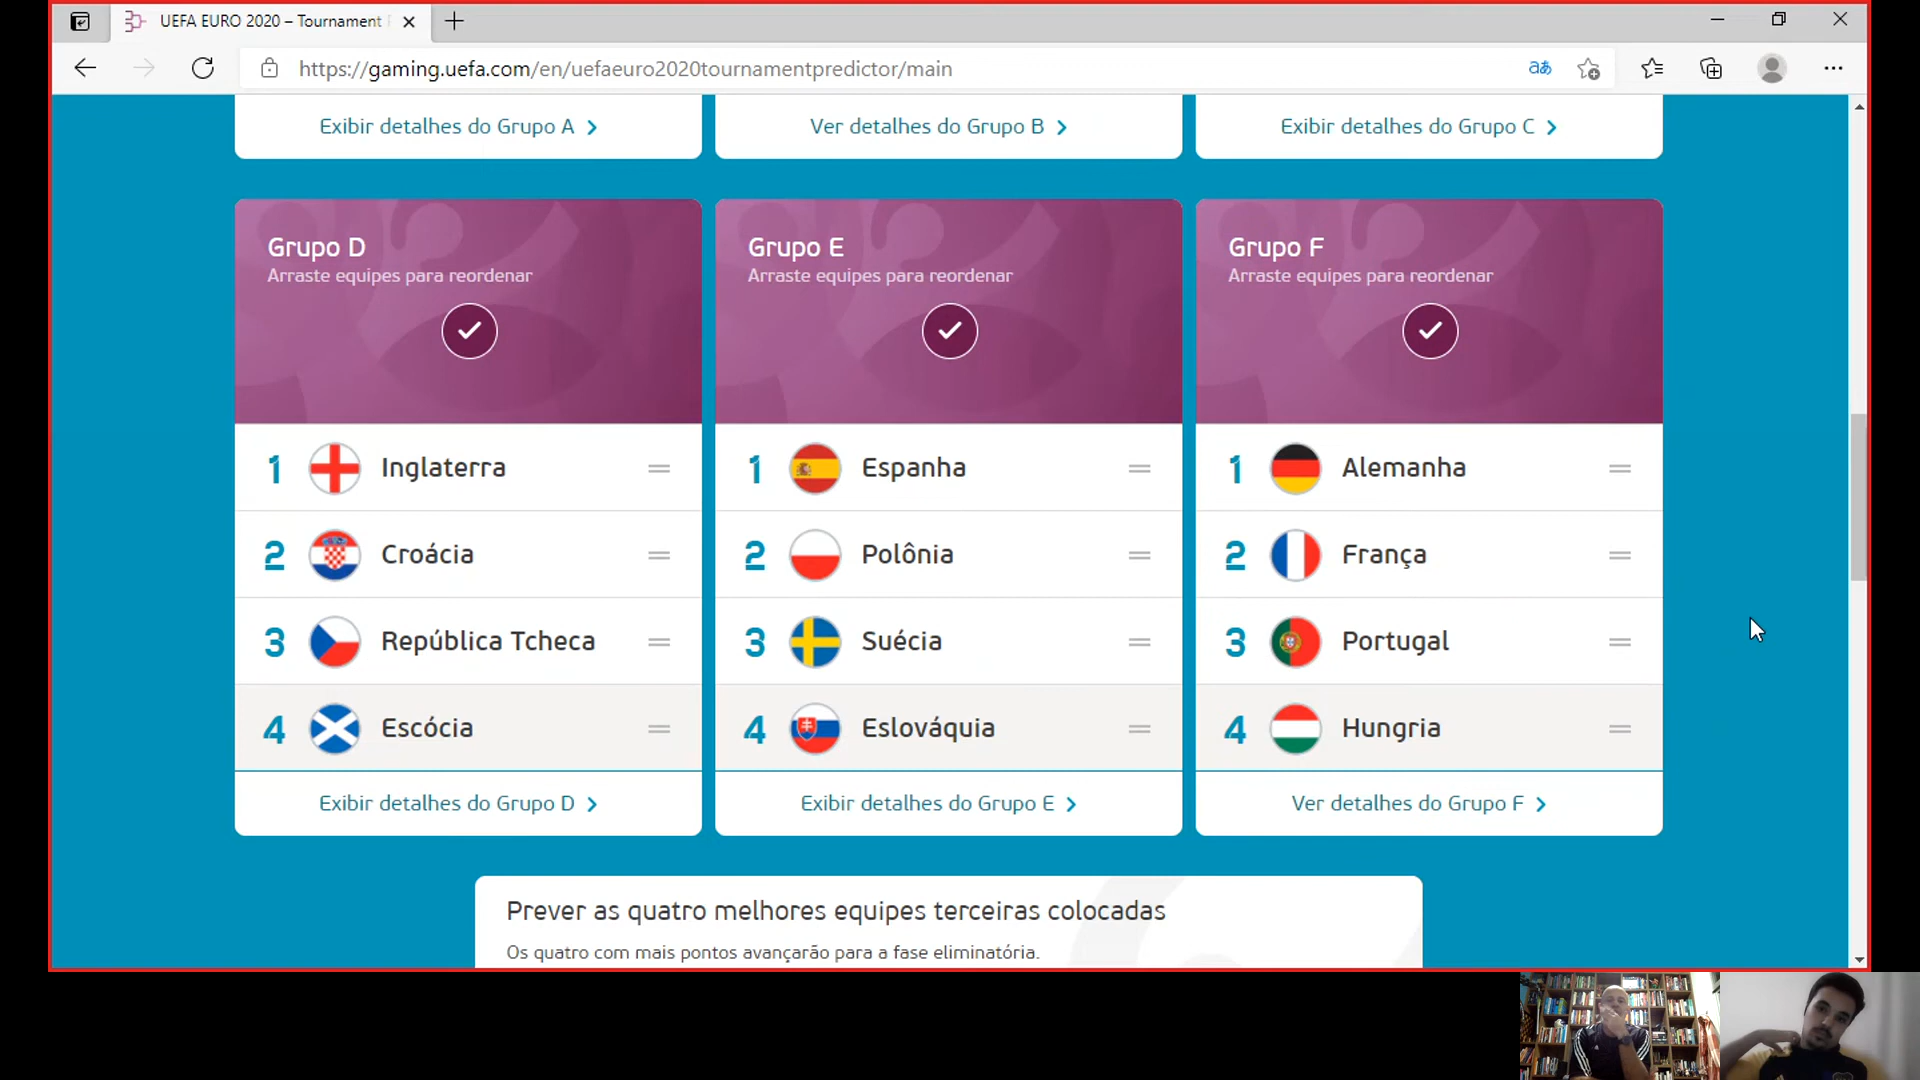 UEFA EURO 2020 – Tournament
https://gaming.uefa.com/en/uefaeuro2020tournamentpredictor/main
Exibir detalhes do Grupo A
Ver detalhes do Grupo B
Exibir detalhes do Grupo C
Grupo D
Arraste equipes para reordenar
1 Inglaterra
2 Croácia
3 República Tcheca
4 Escócia
Exibir detalhes do Grupo D
Grupo E
Arraste equipes para reordenar
1 Espanha
2 Polônia
3 Suécia
4 Eslováquia
Exibir detalhes do Grupo E
Grupo F
Arraste equipes para reordenar
1 Alemanha
2 França
3 Portugal
4 Hungria
Ver detalhes do Grupo F
Prever as quatro melhores equipes terceiras colocadas
Os quatro com mais pontos avançarão para a fase eliminatória.